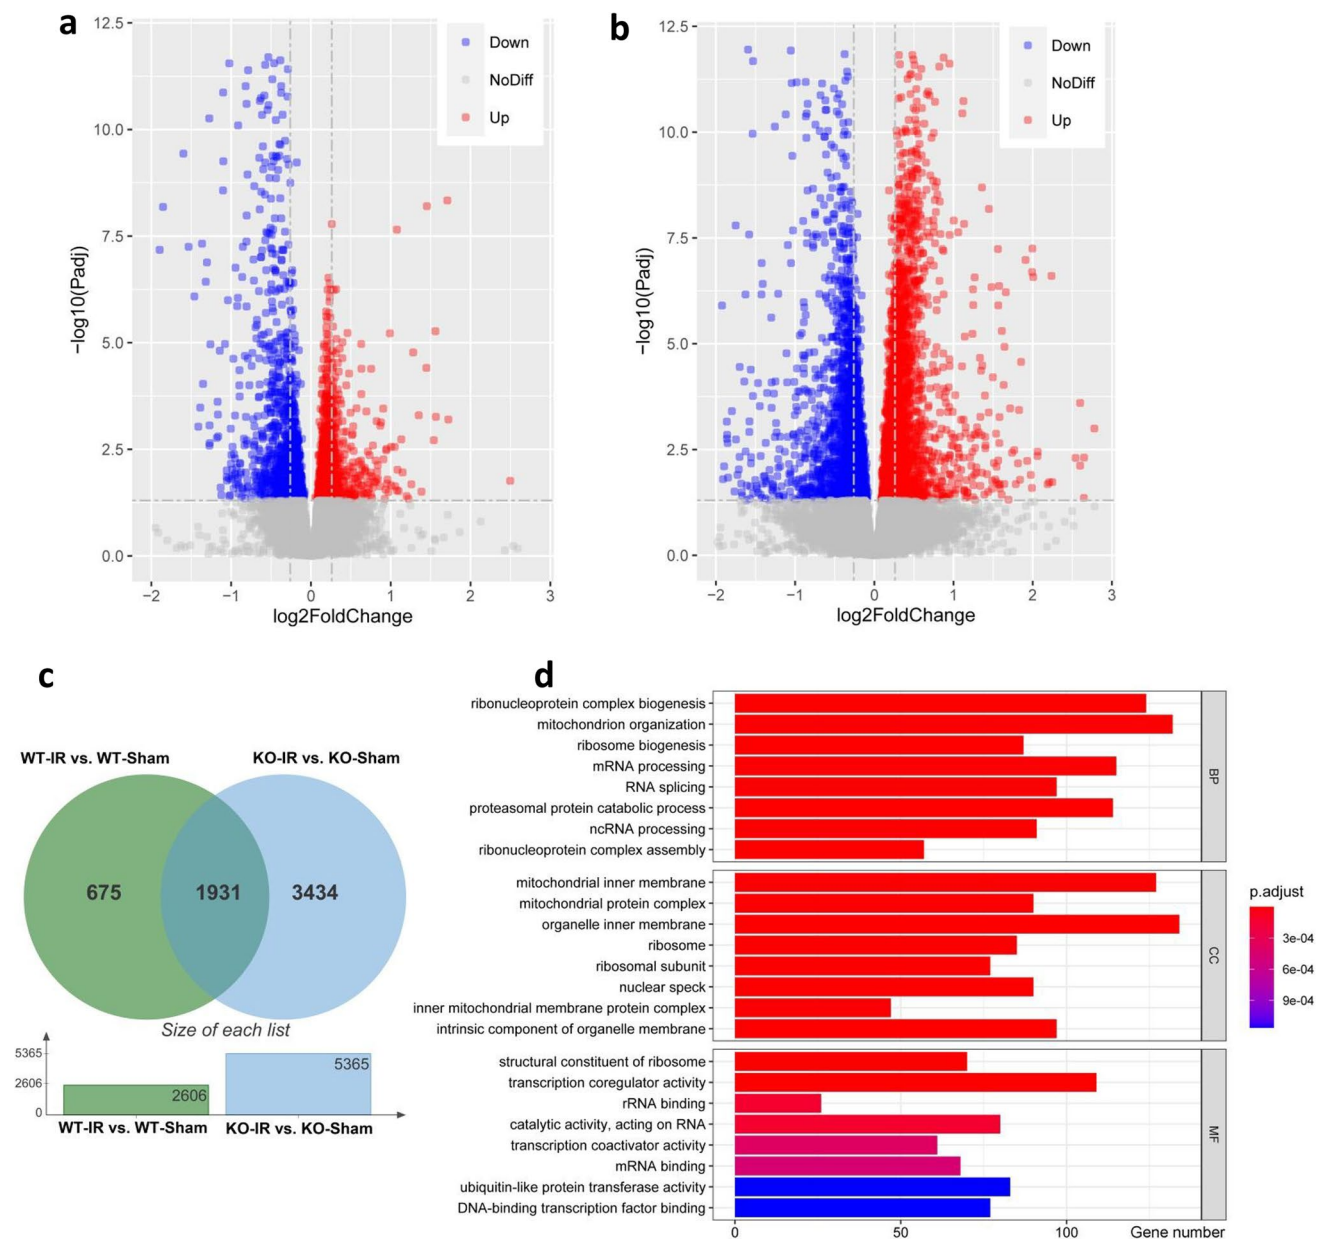 a
12.5
10.0
7.5
5.0
2.5
0.0
−log10(Padj)
−2
−1
0
1
2
3
log2FoldChange
Down
NoDiff
Up
b
12.5
10.0
7.5
5.0
2.5
0.0
−log10(Padj)
−2
−1
0
1
2
3
log2FoldChange
Down
NoDiff
Up
c
WT-IR vs. WT-Sham
KO-IR vs. KO-Sham
675
1931
3434
Size of each list
5365
2606
0
2606
5365
WT-IR vs. WT-Sham
KO-IR vs. KO-Sham
d
ribonucleoprotein complex biogenesis
mitochondrion organization
ribosome biogenesis
mRNA processing
RNA splicing
proteasomal protein catabolic process
ncRNA processing
ribonucleoprotein complex assembly
BP
mitochondrial inner membrane
mitochondrial protein complex
organelle inner membrane
ribosome
ribosomal subunit
nuclear speck
inner mitochondrial membrane protein complex
intrinsic component of organelle membrane
CC
structural constituent of ribosome
transcription coregulator activity
rRNA binding
catalytic activity, acting on RNA
transcription coactivator activity
mRNA binding
ubiquitin-like protein transferase activity
DNA-binding transcription factor binding
MF
0
50
100
Gene number
p.adjust
3e-04
6e-04
9e-04